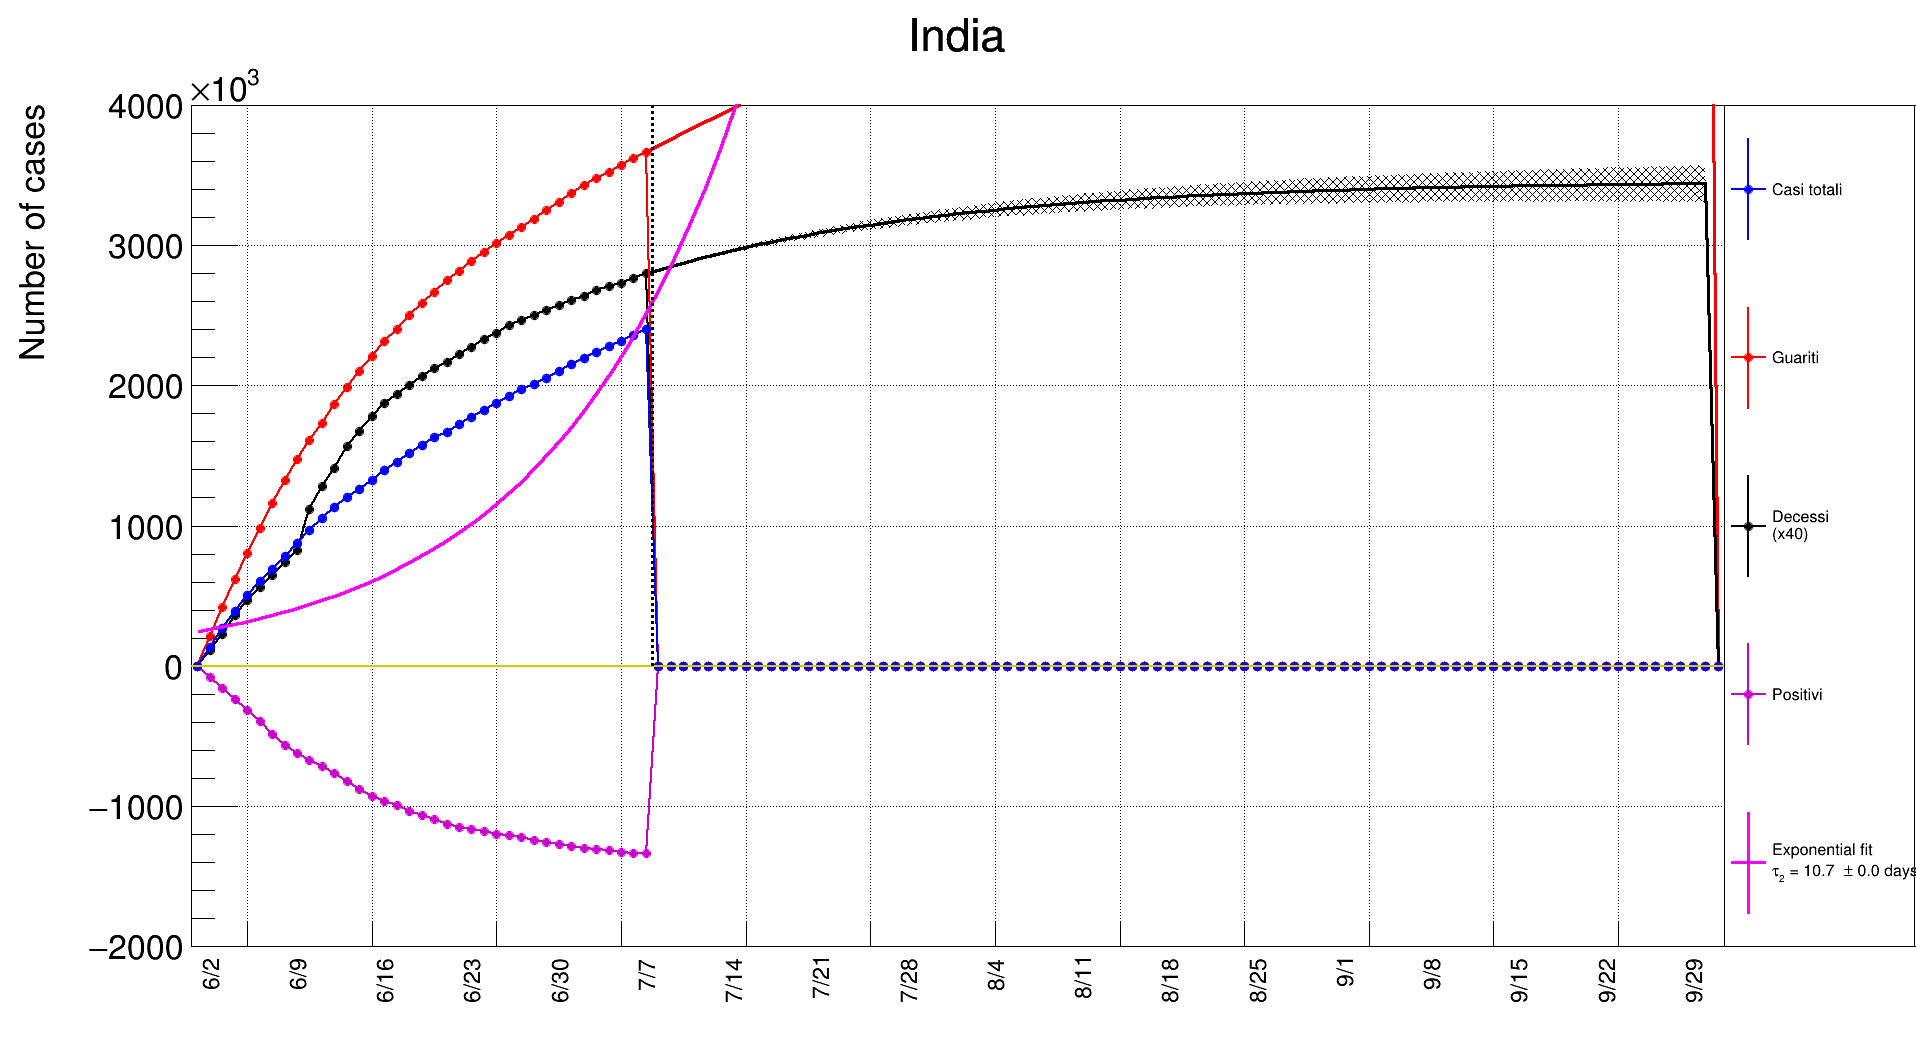 India
×10³
Number of cases
4000
3000
2000
1000
0
−1000
−2000
6/2
6/9
6/16
6/23
6/30
7/7
7/14
7/21
7/28
8/4
8/11
8/18
8/25
9/1
9/8
9/15
9/22
9/29
Casi totali
Guariti
Decessi
(x40)
Positivi
Exponential fit
τ₂ = 10.7 ± 0.0 days